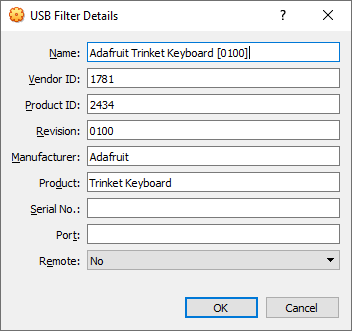 USB Filter Details
Name: Adafruit Trinket Keyboard [0100]
Vendor ID: 1781
Product ID: 2434
Revision: 0100
Manufacturer: Adafruit
Product: Trinket Keyboard
Serial No.:
Port:
Remote: No
OK Cancel